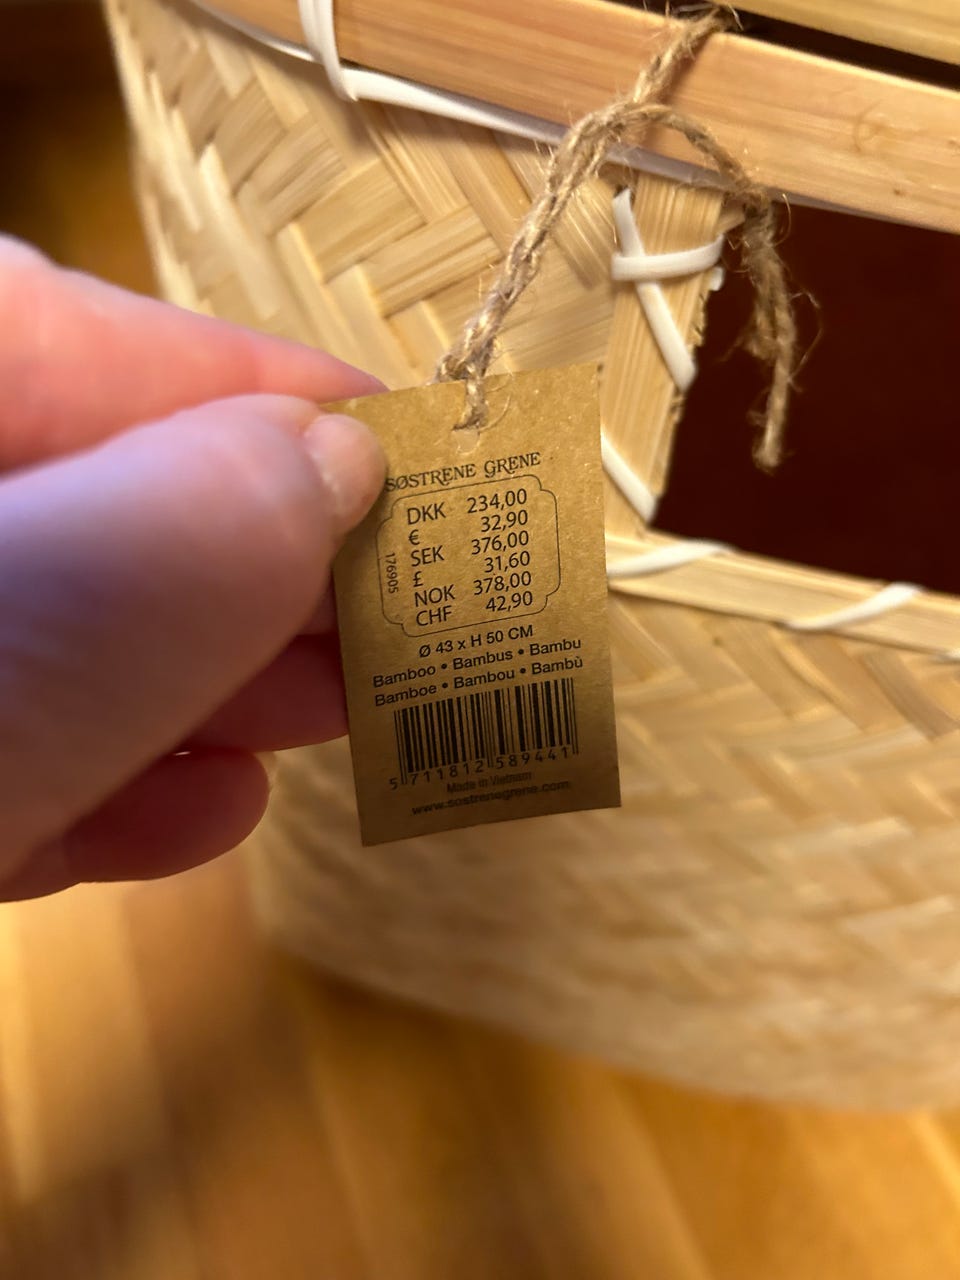 SØSTRENE GRENE
DKK 234,00
€ 32,90
SEK 376,00
£ 31,60
NOK 378,00
CHF 42,90
176905
Ø 43 x H 50 CM
Bamboo • Bambus • Bambu
Bamboe • Bambou • Bambù
5 711812 589441
Made in Vietnam
www.sostrenegrene.com